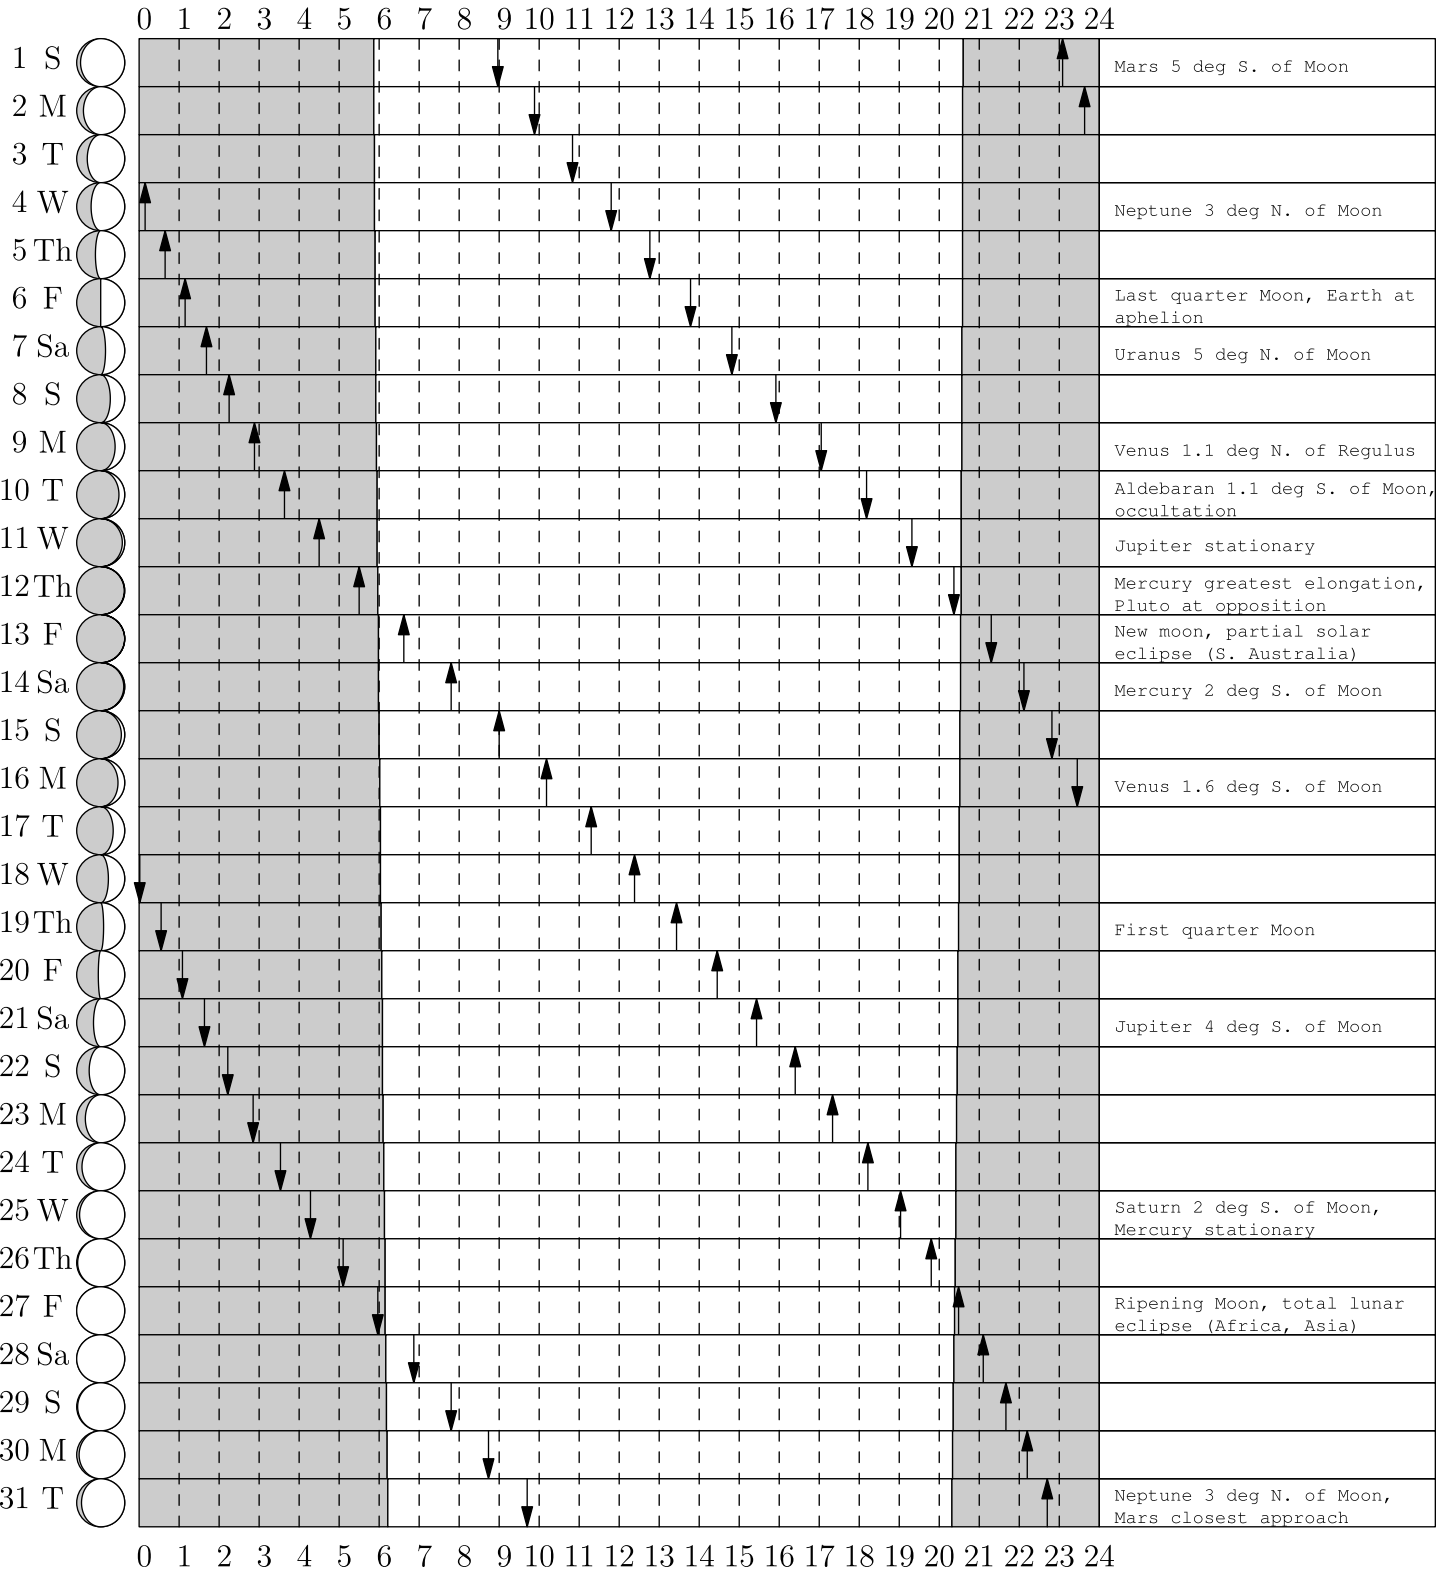 0 1 2 3 4 5 6 7 8 9 10 11 12 13 14 15 16 17 18 19 20 21 22 23 24
1 S Mars 5 deg S. of Moon
2 M
3 T
4 W Neptune 3 deg N. of Moon
5 Th
6 F Last quarter Moon, Earth at
aphelion
7 Sa Uranus 5 deg N. of Moon
8 S
9 M Venus 1.1 deg N. of Regulus
10 T Aldebaran 1.1 deg S. of Moon,
occultation
11 W Jupiter stationary
12 Th Mercury greatest elongation,
Pluto at opposition
13 F New moon, partial solar
eclipse (S. Australia)
14 Sa Mercury 2 deg S. of Moon
15 S
16 M Venus 1.6 deg S. of Moon
17 T
18 W
19 Th First quarter Moon
20 F
21 Sa Jupiter 4 deg S. of Moon
22 S
23 M
24 T
25 W Saturn 2 deg S. of Moon,
Mercury stationary
26 Th
27 F Ripening Moon, total lunar
eclipse (Africa, Asia)
28 Sa
29 S
30 M
31 T Neptune 3 deg N. of Moon,
Mars closest approach
0 1 2 3 4 5 6 7 8 9 10 11 12 13 14 15 16 17 18 19 20 21 22 23 24